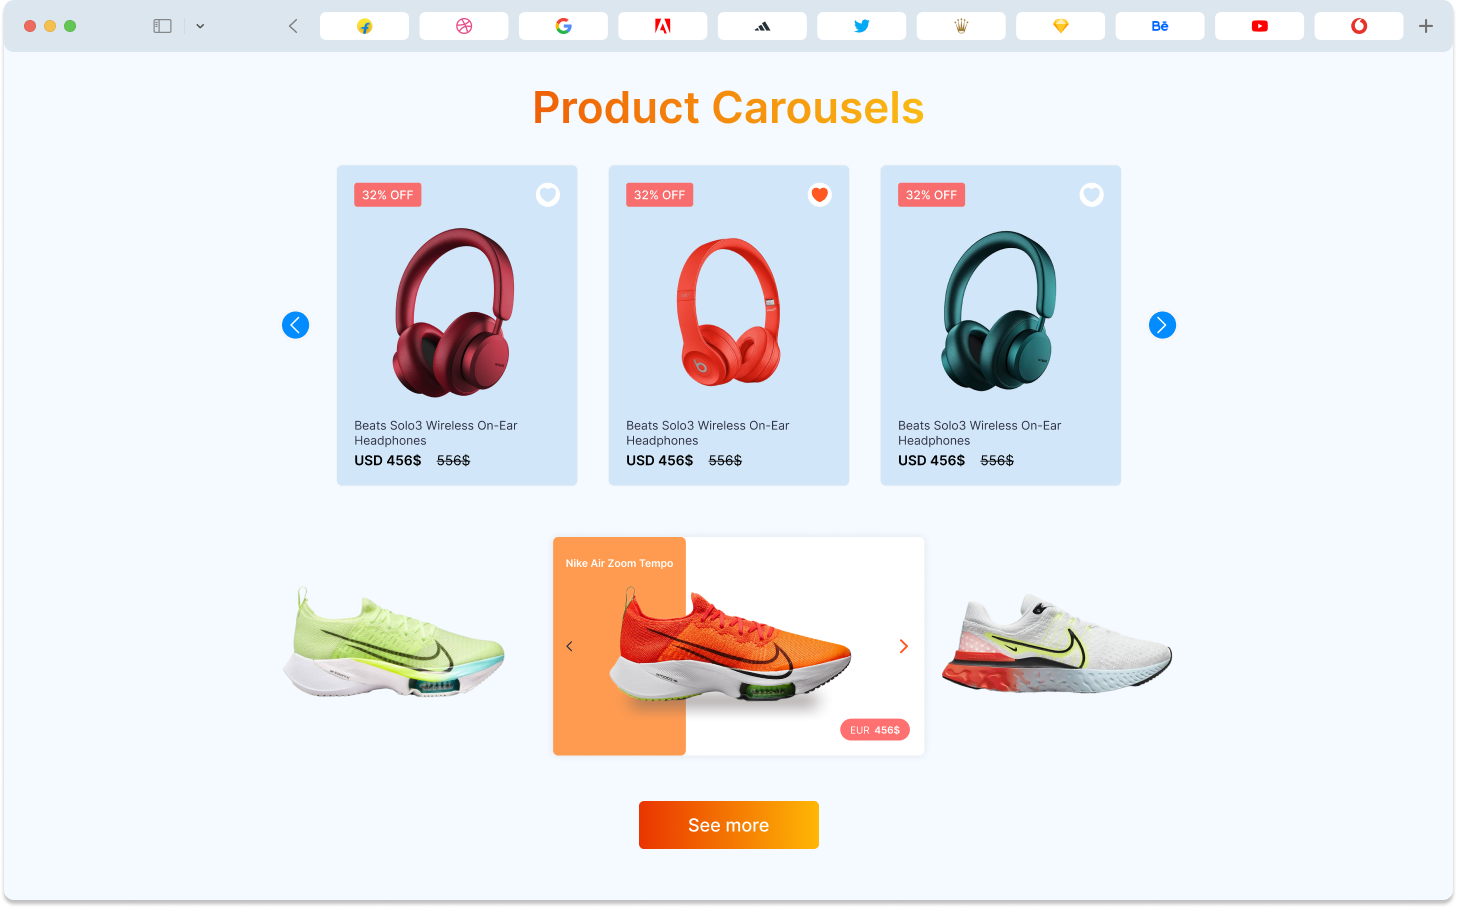 Bē
Product Carousels
32% OFF
32% OFF
32% OFF
Beats Solo3 Wireless On-Ear
Headphones
USD 456$ 556$
Beats Solo3 Wireless On-Ear
Headphones
USD 456$ 556$
Beats Solo3 Wireless On-Ear
Headphones
USD 456$ 556$
Nike Air Zoom Tempo
EUR 456$
See more